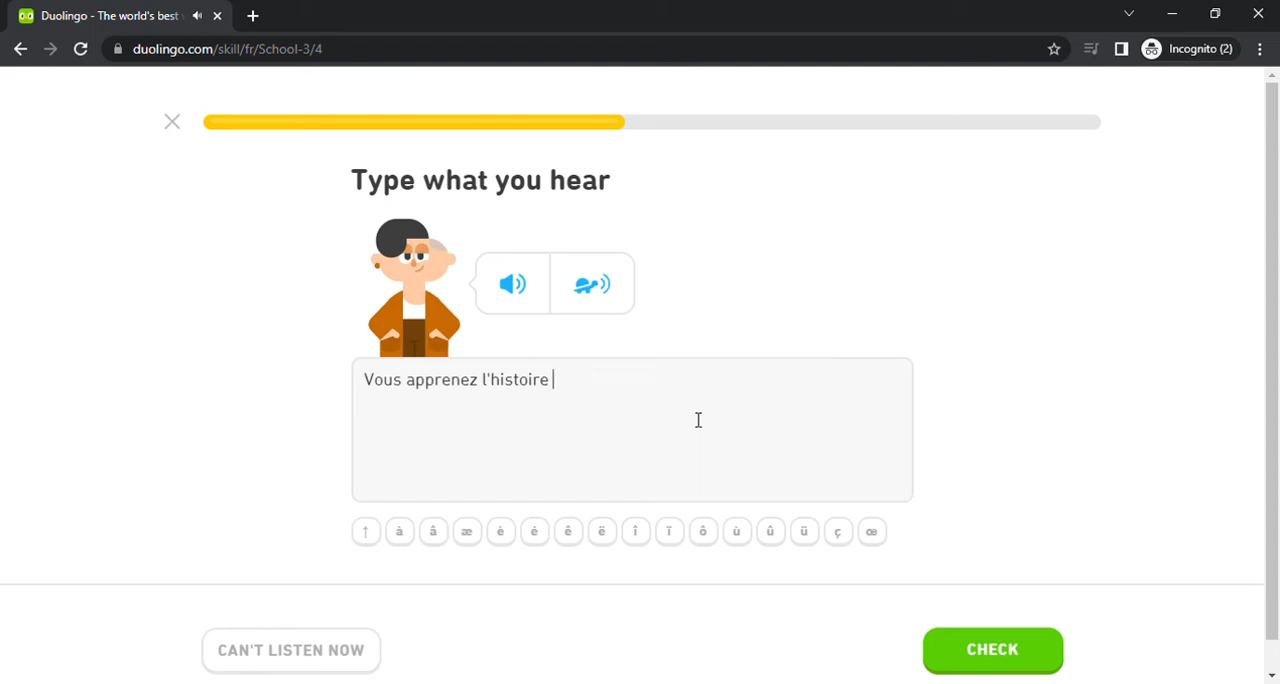 Duolingo - The world's best
duolingo.com/skill/fr/School-3/4
Incognito (2)
Type what you hear
Vous apprenez l'histoire
↑ à â æ è é ê ë î ï ô ù û ü ç œ
CAN'T LISTEN NOW
CHECK